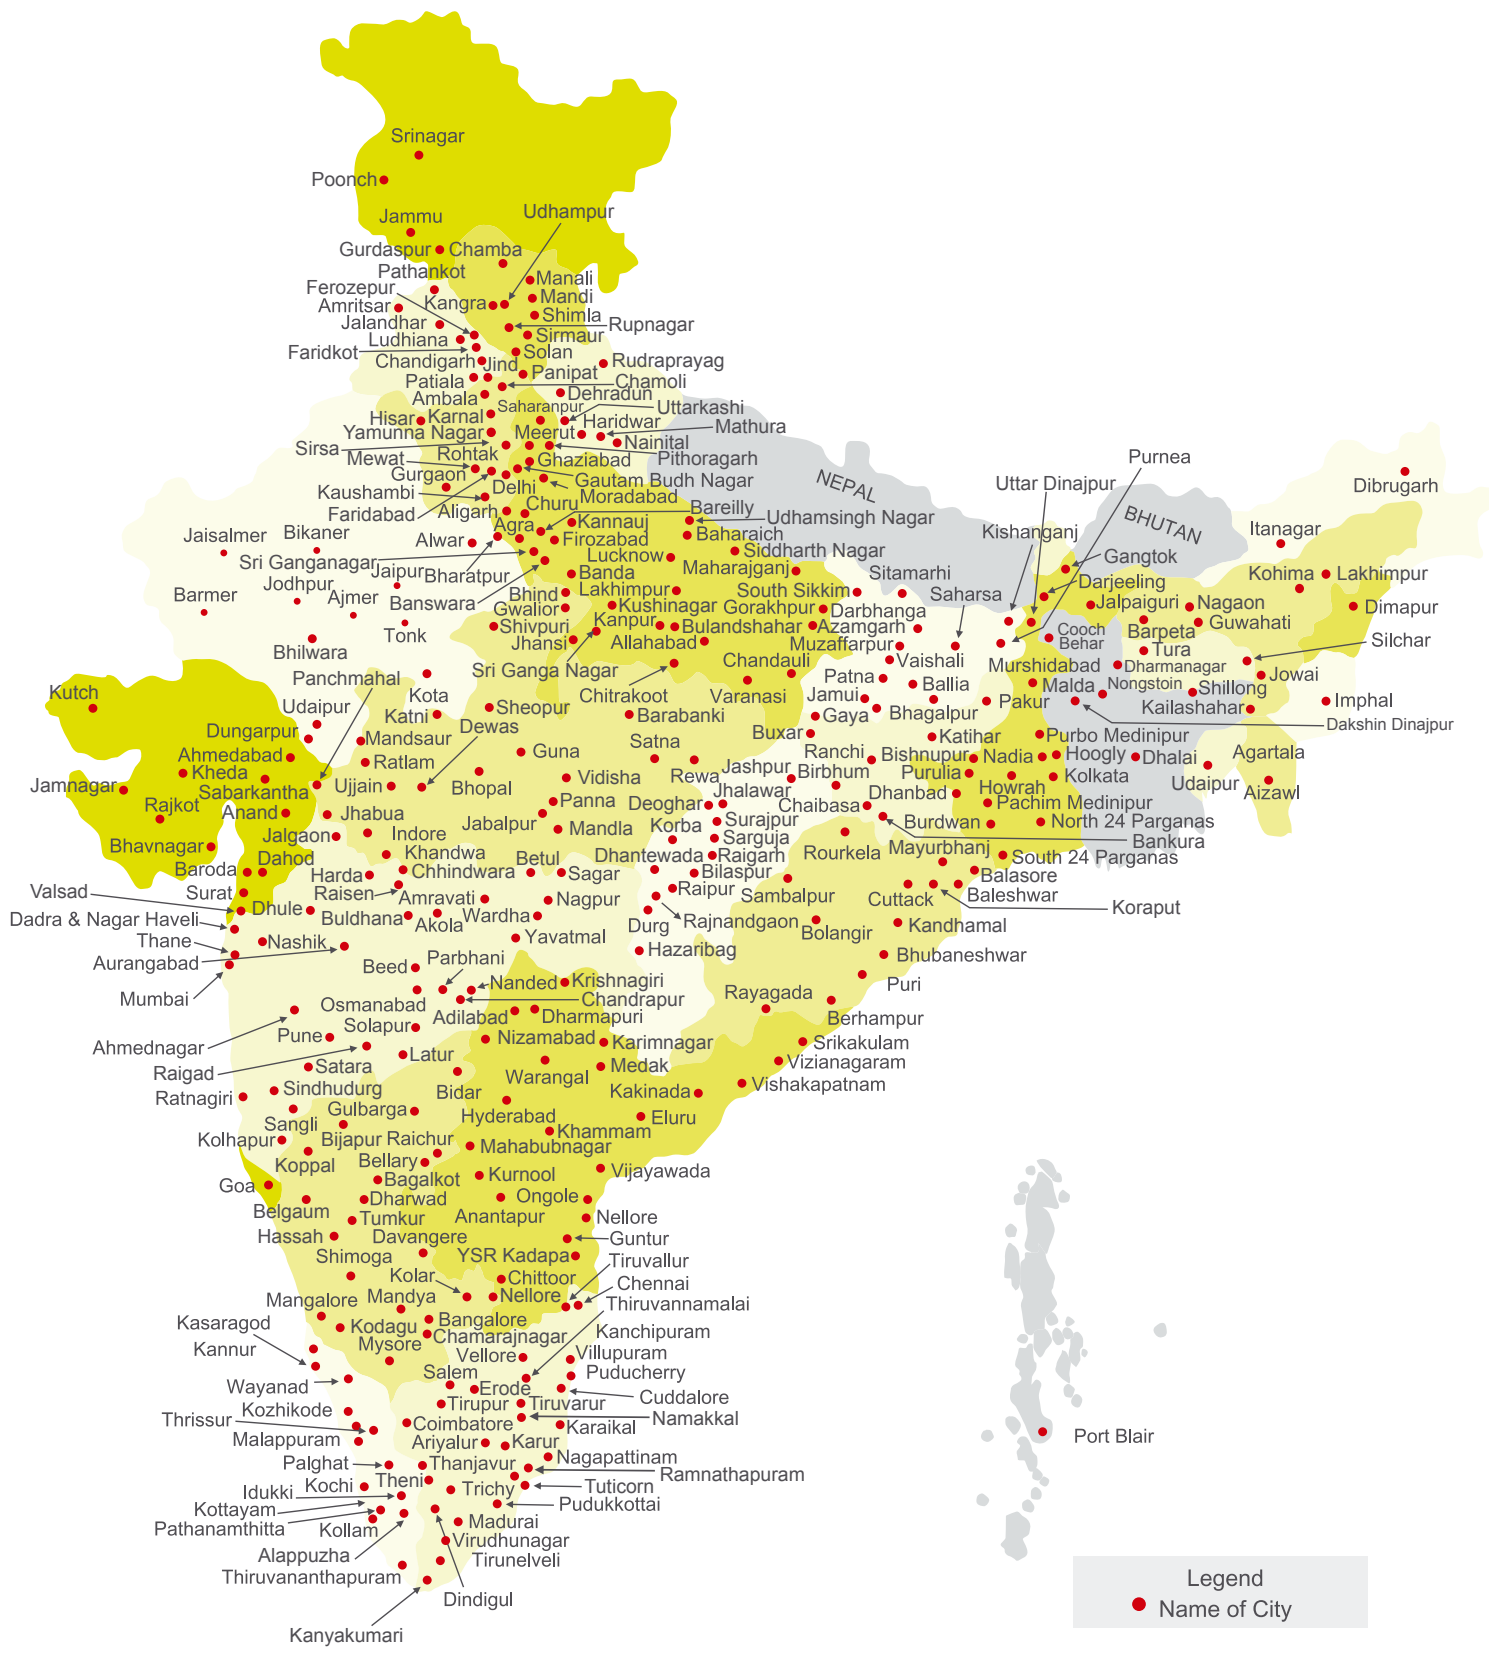 Srinagar
Poonch
Jammu
Udhampur
Gurdaspur
Chamba
Pathankot
Manali
Ferozepur
Mandi
Amritsar
Kangra
Shimla
Jalandhar
Rupnagar
Ludhiana
Sirmaur
Faridkot
Solan
Chandigarh
Jind
Rudraprayag
Patiala
Panipat
Chamoli
Ambala
Dehradun
Saharanpur
Uttarkashi
Hisar
Karnal
Haridwar
Mathura
Yamunna Nagar
Meerut
Nainital
Sirsa
Rohtak
Pithoragarh
Mewat
Ghaziabad
Purnea
Gurgaon
Gautam Budh Nagar
NEPAL
Uttar Dinajpur
Dibrugarh
Kaushambi
Delhi
Moradabad
Faridabad
Aligarh
Churu
Bareilly
BHUTAN
Udhamsingh Nagar
Jaisalmer
Bikaner
Agra
Kannauj
Baharaich
Kishanganj
Itanagar
Alwar
Firozabad
Siddharth Nagar
Sri Ganganagar
Lucknow
Gangtok
Jodhpur
Jaipur
Bharatpur
Banda
Maharajganj
Sitamarhi
Darjeeling
Kohima
Lakhimpur
Barmer
Ajmer
Banswara
Bhind
Lakhimpur
South Sikkim
Saharsa
Gwalior
Kushinagar
Gorakhpur
Darbhanga
Jalpaiguri
Nagaon
Dimapur
Tonk
Shivpuri
Kanpur
Bulandshahar
Azamgarh
Cooch
Behar
Barpeta
Guwahati
Bhilwara
Jhansi
Allahabad
Muzaffarpur
Tura
Silchar
Sri Ganga Nagar
Chandauli
Vaishali
Murshidabad
Dharmanagar
Panchmahal
Jowai
Kutch
Kota
Chitrakoot
Varanasi
Patna
Ballia
Malda
Nongstoin
Shillong
Udaipur
Katni
Sheopur
Barabanki
Jamui
Bhagalpur
Pakur
Kailashahar
Imphal
Dungarpur
Dewas
Gaya
Dakshin Dinajpur
Mandsaur
Buxar
Katihar
Purbo Medinipur
Ahmedabad
Guna
Satna
Ranchi
Bishnupur
Nadia
Hoogly
Dhalai
Agartala
Kheda
Ratlam
Rewa
Jashpur
Birbhum
Purulia
Kolkata
Udaipur
Jamnagar
Sabarkantha
Ujjain
Bhopal
Vidisha
Howrah
Aizawl
Rajkot
Anand
Jhabua
Panna
Deoghar
Jhalawar
Chaibasa
Dhanbad
Pachim Medinipur
Jabalpur
Surajpur
Burdwan
North 24 Parganas
Bhavnagar
Jalgaon
Indore
Mandla
Korba
Sarguja
Bankura
Dahod
Khandwa
Dhantewada
Raigarh
Rourkela
Mayurbhanj
South 24 Parganas
Baroda
Harda
Chhindwara
Betul
Sagar
Bilaspur
Balasore
Valsad
Surat
Raisen
Amravati
Nagpur
Raipur
Sambalpur
Cuttack
Baleshwar
Dhule
Buldhana
Koraput
Dadra & Nagar Haveli
Akola
Wardha
Durg
Rajnandgaon
Bolangir
Kandhamal
Thane
Nashik
Yavatmal
Hazaribag
Aurangabad
Parbhani
Bhubaneshwar
Beed
Mumbai
Nanded
Krishnagiri
Puri
Osmanabad
Chandrapur
Rayagada
Adilabad
Dharmapuri
Berhampur
Solapur
Pune
Nizamabad
Karimnagar
Srikakulam
Ahmednagar
Latur
Vizianagaram
Raigad
Satara
Warangal
Medak
Vishakapatnam
Ratnagiri
Sindhudurg
Bidar
Kakinada
Gulbarga
Hyderabad
Eluru
Sangli
Khammam
Kolhapur
Bijapur
Raichur
Mahabubnagar
Koppal
Bellary
Kurnool
Vijayawada
Goa
Bagalkot
Belgaum
Dharwad
Ongole
Tumkur
Anantapur
Nellore
Hassah
Davangere
Guntur
Shimoga
YSR Kadapa
Tiruvallur
Kolar
Chittoor
Chennai
Mangalore
Mandya
Nellore
Thiruvannamalai
Kasaragod
Kodagu
Bangalore
Kanchipuram
Kannur
Mysore
Chamarajnagar
Vellore
Villupuram
Wayanad
Salem
Puducherry
Erode
Cuddalore
Kozhikode
Tirupur
Tiruvarur
Thrissur
Coimbatore
Namakkal
Karaikal
Malappuram
Ariyalur
Karur
Port Blair
Palghat
Thanjavur
Nagapattinam
Ramnathapuram
Idukki
Kochi
Theni
Trichy
Tuticorn
Kottayam
Pudukkottai
Pathanamthitta
Kollam
Madurai
Alappuzha
Virudhunagar
Thiruvananthapuram
Tirunelveli
Dindigul
Kanyakumari
Legend
Name of City